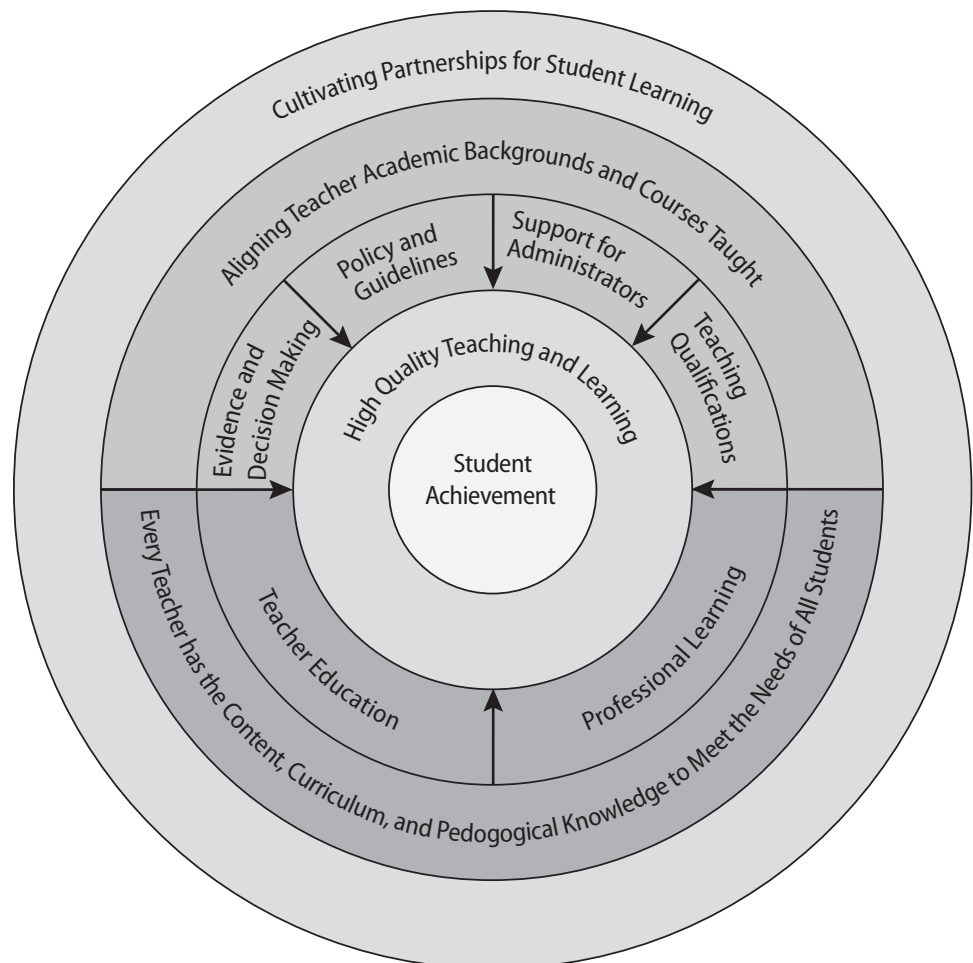 Cultivating Partnerships for Student Learning
Aligning Teacher Academic Backgrounds and Courses Taught
Evidence and
Decision Making
Policy and
Guidelines
Support for
Administrators
Teaching
Qualifications
High Quality Teaching and Learning
Student
Achievement
Teacher Education
Professional Learning
Every Teacher has the Content, Curriculum, and Pedogogical Knowledge to Meet the Needs of All Students